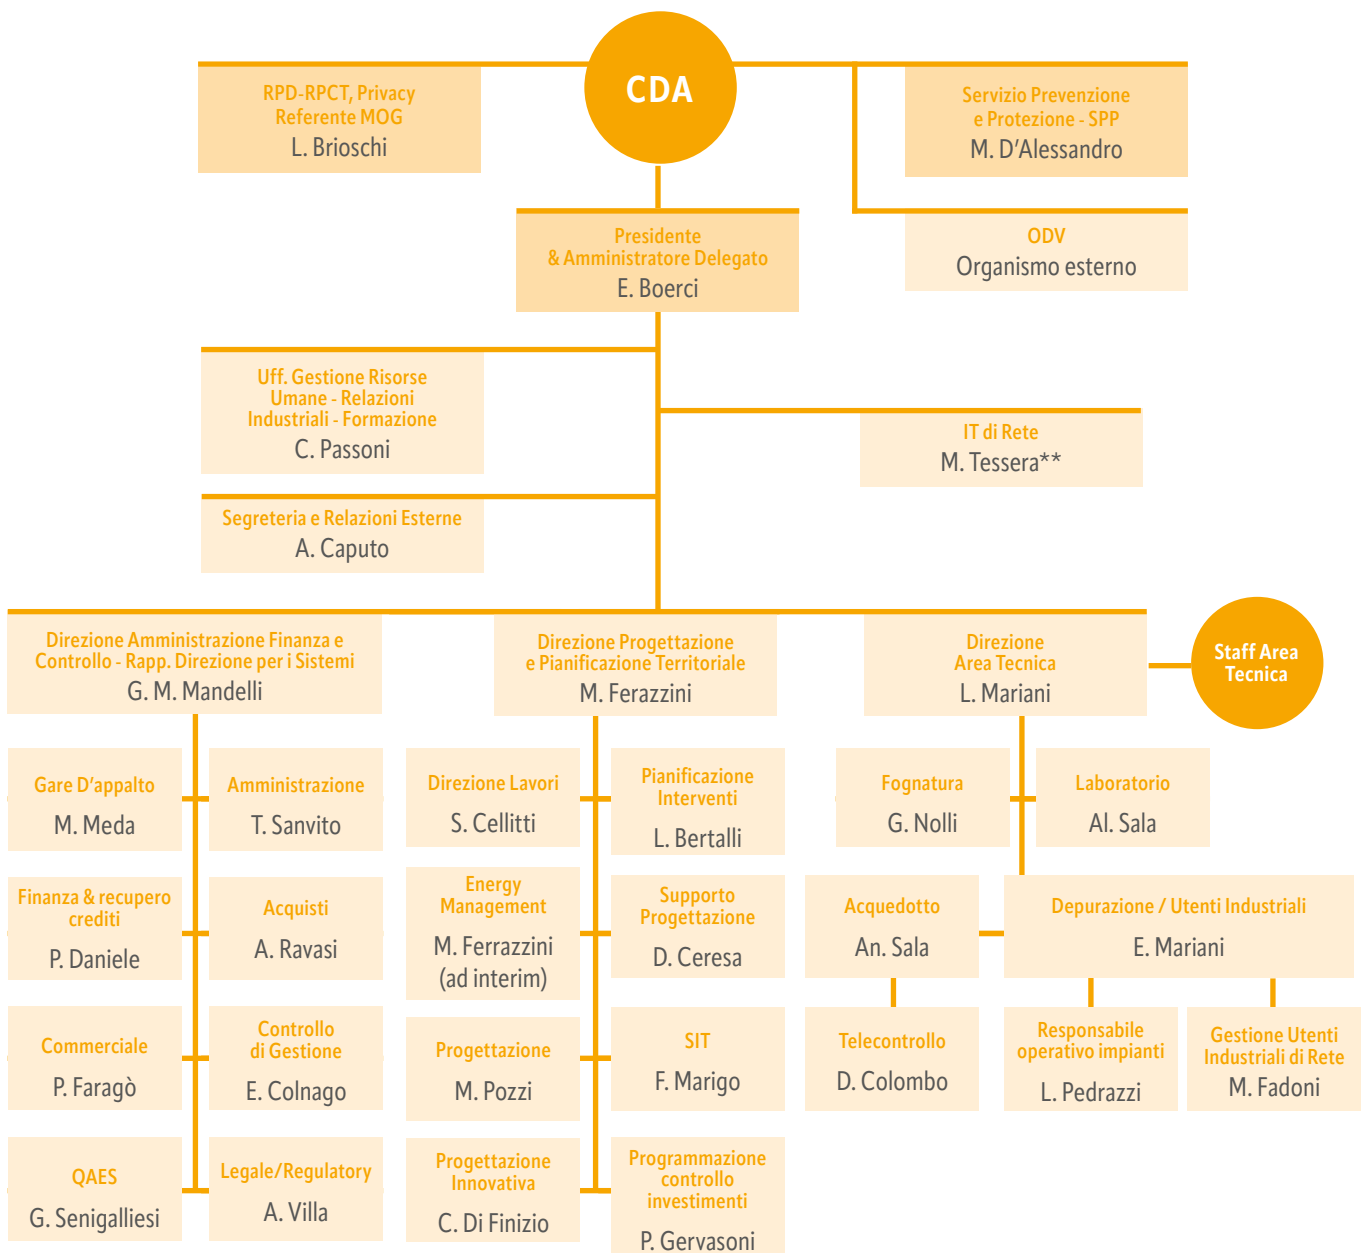 CDA
RPD-RPCT, Privacy
Referente MOG
L. Brioschi
Servizio Prevenzione
e Protezione - SPP
M. D'Alessandro
Presidente
& Amministratore Delegato
E. Boerci
ODV
Organismo esterno
Uff. Gestione Risorse
Umane - Relazioni
Industriali - Formazione
C. Passoni
IT di Rete
M. Tessera**
Segreteria e Relazioni Esterne
A. Caputo
Direzione Amministrazione Finanza e
Controllo - Rapp. Direzione per i Sistemi
G. M. Mandelli
Direzione Progettazione
e Pianificazione Territoriale
M. Ferazzini
Direzione
Area Tecnica
L. Mariani
Staff Area
Tecnica
Gare D'appalto
M. Meda
Amministrazione
T. Sanvito
Direzione Lavori
S. Cellitti
Pianificazione
Interventi
L. Bertalli
Fognatura
G. Nolli
Laboratorio
Al. Sala
Finanza & recupero
crediti
P. Daniele
Acquisti
A. Ravasi
Energy
Management
M. Ferrazzini
(ad interim)
Supporto
Progettazione
D. Ceresa
Acquedotto
An. Sala
Depurazione / Utenti Industriali
E. Mariani
Commerciale
P. Faragò
Controllo
di Gestione
E. Colnago
Progettazione
M. Pozzi
SIT
F. Marigo
Telecontrollo
D. Colombo
Responsabile
operativo impianti
L. Pedrazzi
Gestione Utenti
Industriali di Rete
M. Fadoni
QAES
G. Senigalliesi
Legale/Regulatory
A. Villa
Progettazione
Innovativa
C. Di Finizio
Programmazione
controllo
investimenti
P. Gervasoni